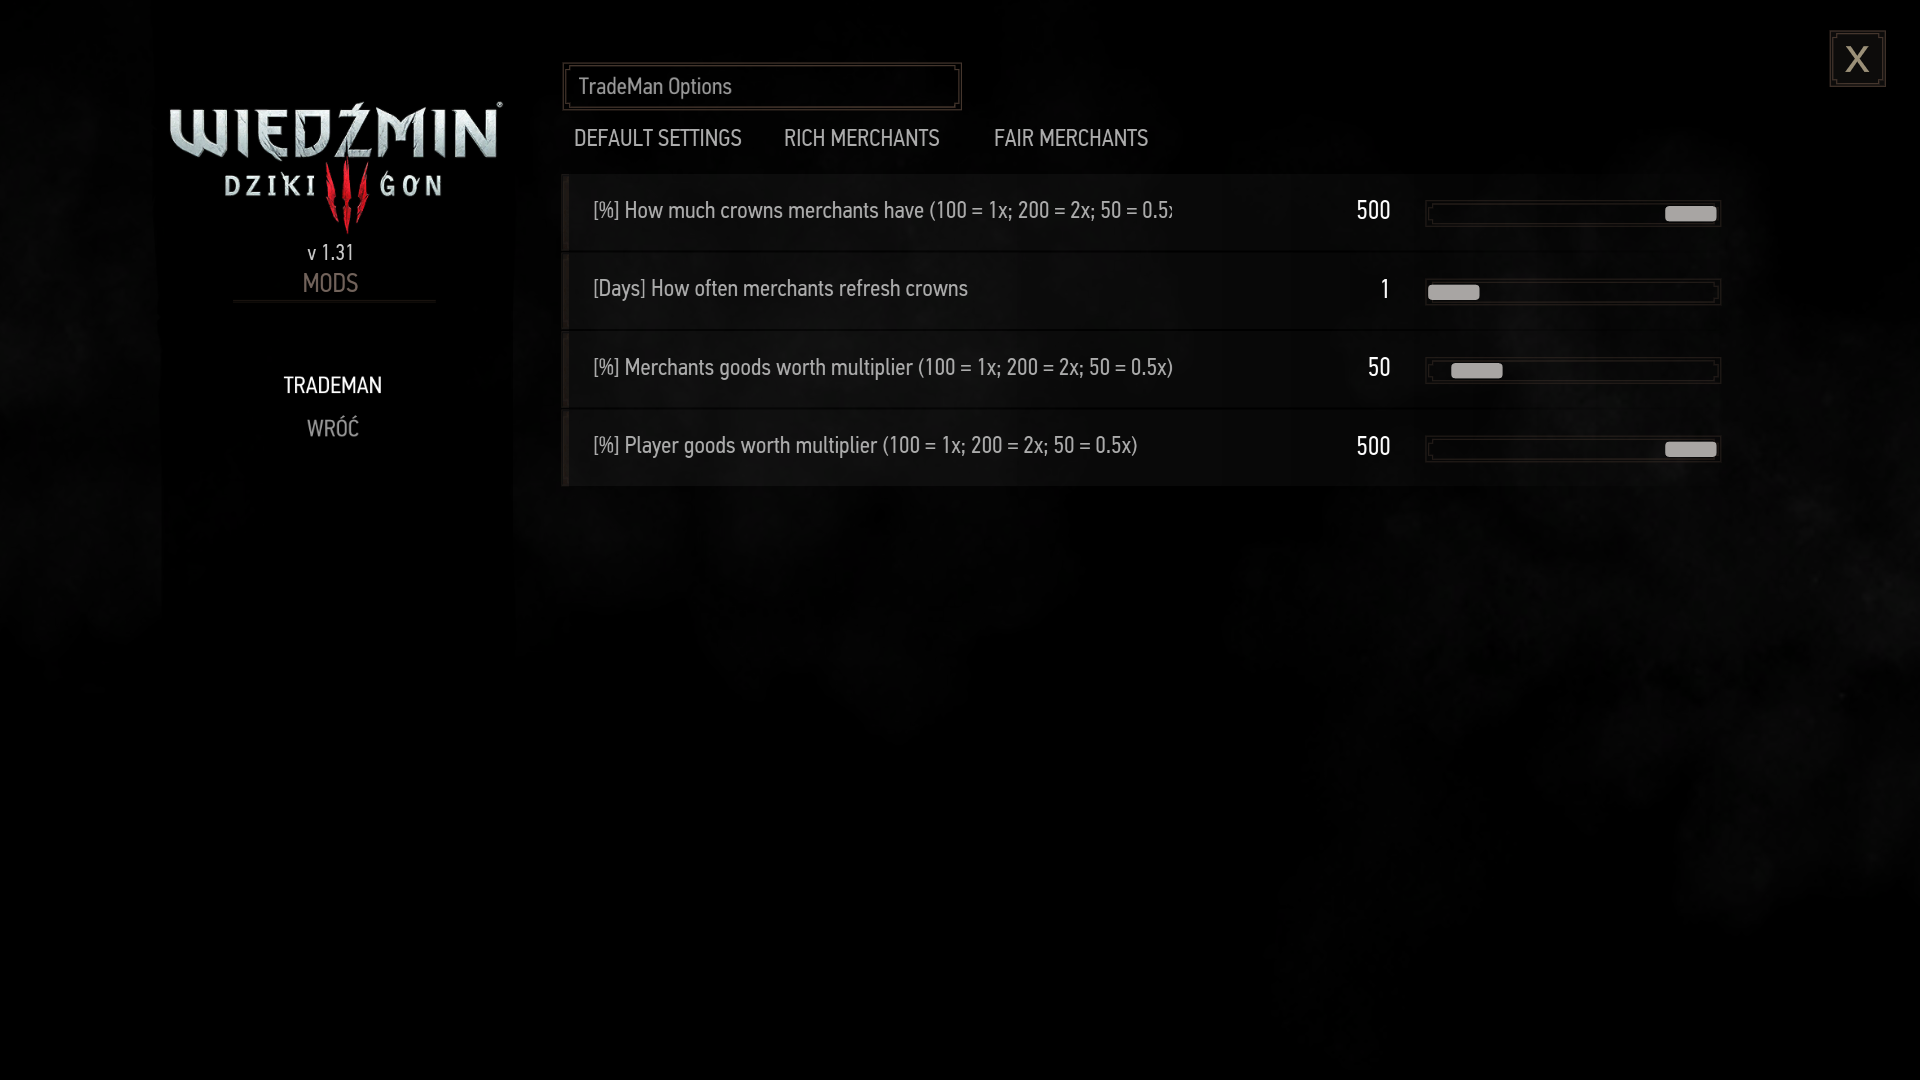 WIEDŹMIN
DZIKI GON
v 1.31
MODS
TRADEMAN
WRÓĆ
TradeMan Options
DEFAULT SETTINGS RICH MERCHANTS FAIR MERCHANTS
[%] How much crowns merchants have (100 = 1x; 200 = 2x; 50 = 0.5x 500
[Days] How often merchants refresh crowns 1
[%] Merchants goods worth multiplier (100 = 1x; 200 = 2x; 50 = 0.5x) 50
[%] Player goods worth multiplier (100 = 1x; 200 = 2x; 50 = 0.5x) 500
X